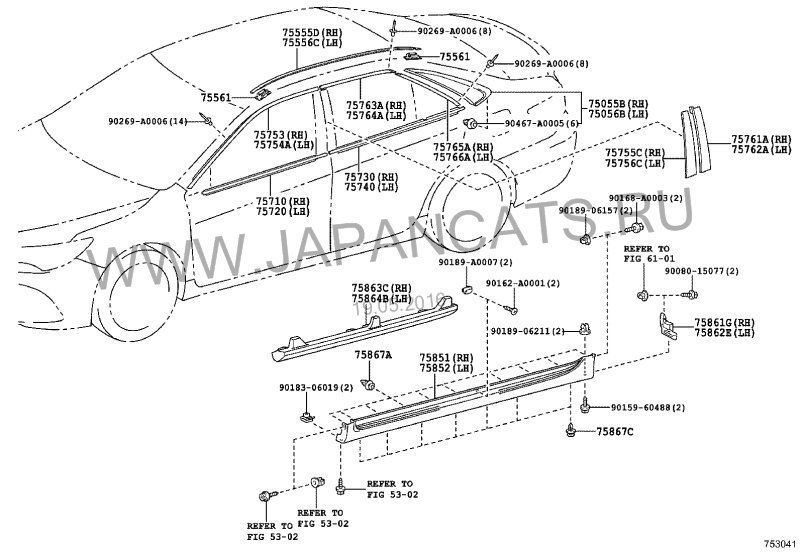 75555D(RH)
75556C(LH)
90269-A0006(8)
75561
90269-A0006(8)
75561
90269-A0006(14)
75763A(RH)
75764A(LH)
75055B(RH)
75056B(LH)
90467-A0005(6)
75753(RH)
75754A(LH)
75765A(RH)
75766A(LH)
75755C(RH)
75756C(LH)
75761A(RH)
75762A(LH)
75730(RH)
75740(LH)
75710(RH)
75720(LH)
90168-A0003(2)
90189-06157(2)
WWW.JAPANCATS.RU
REFER TO
FIG 61-01
90189-A0007(2)
90080-15077(2)
90162-A0001(2)
75863C(RH)
75864B(LH)
19.05.2016
75861G(RH)
75862E(LH)
90189-06211(2)
75867A
75851(RH)
75852(LH)
90183-06019(2)
90159-60488(2)
75867C
REFER TO
FIG 53-02
REFER TO
FIG 53-02
REFER TO
FIG 53-02
753041